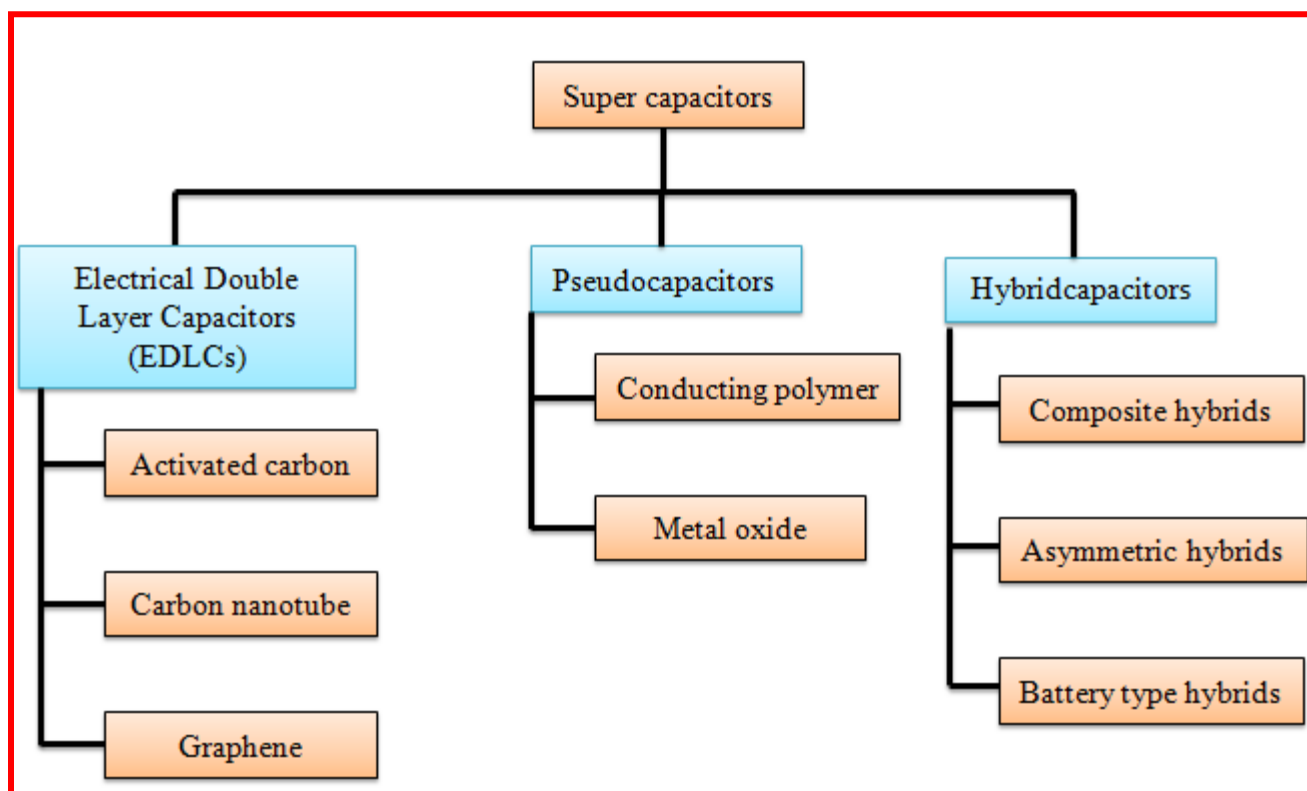 Super capacitors
Electrical Double
Layer Capacitors
(EDLCs)
Activated carbon
Carbon nanotube
Graphene
Pseudocapacitors
Conducting polymer
Metal oxide
Hybridcapacitors
Composite hybrids
Asymmetric hybrids
Battery type hybrids